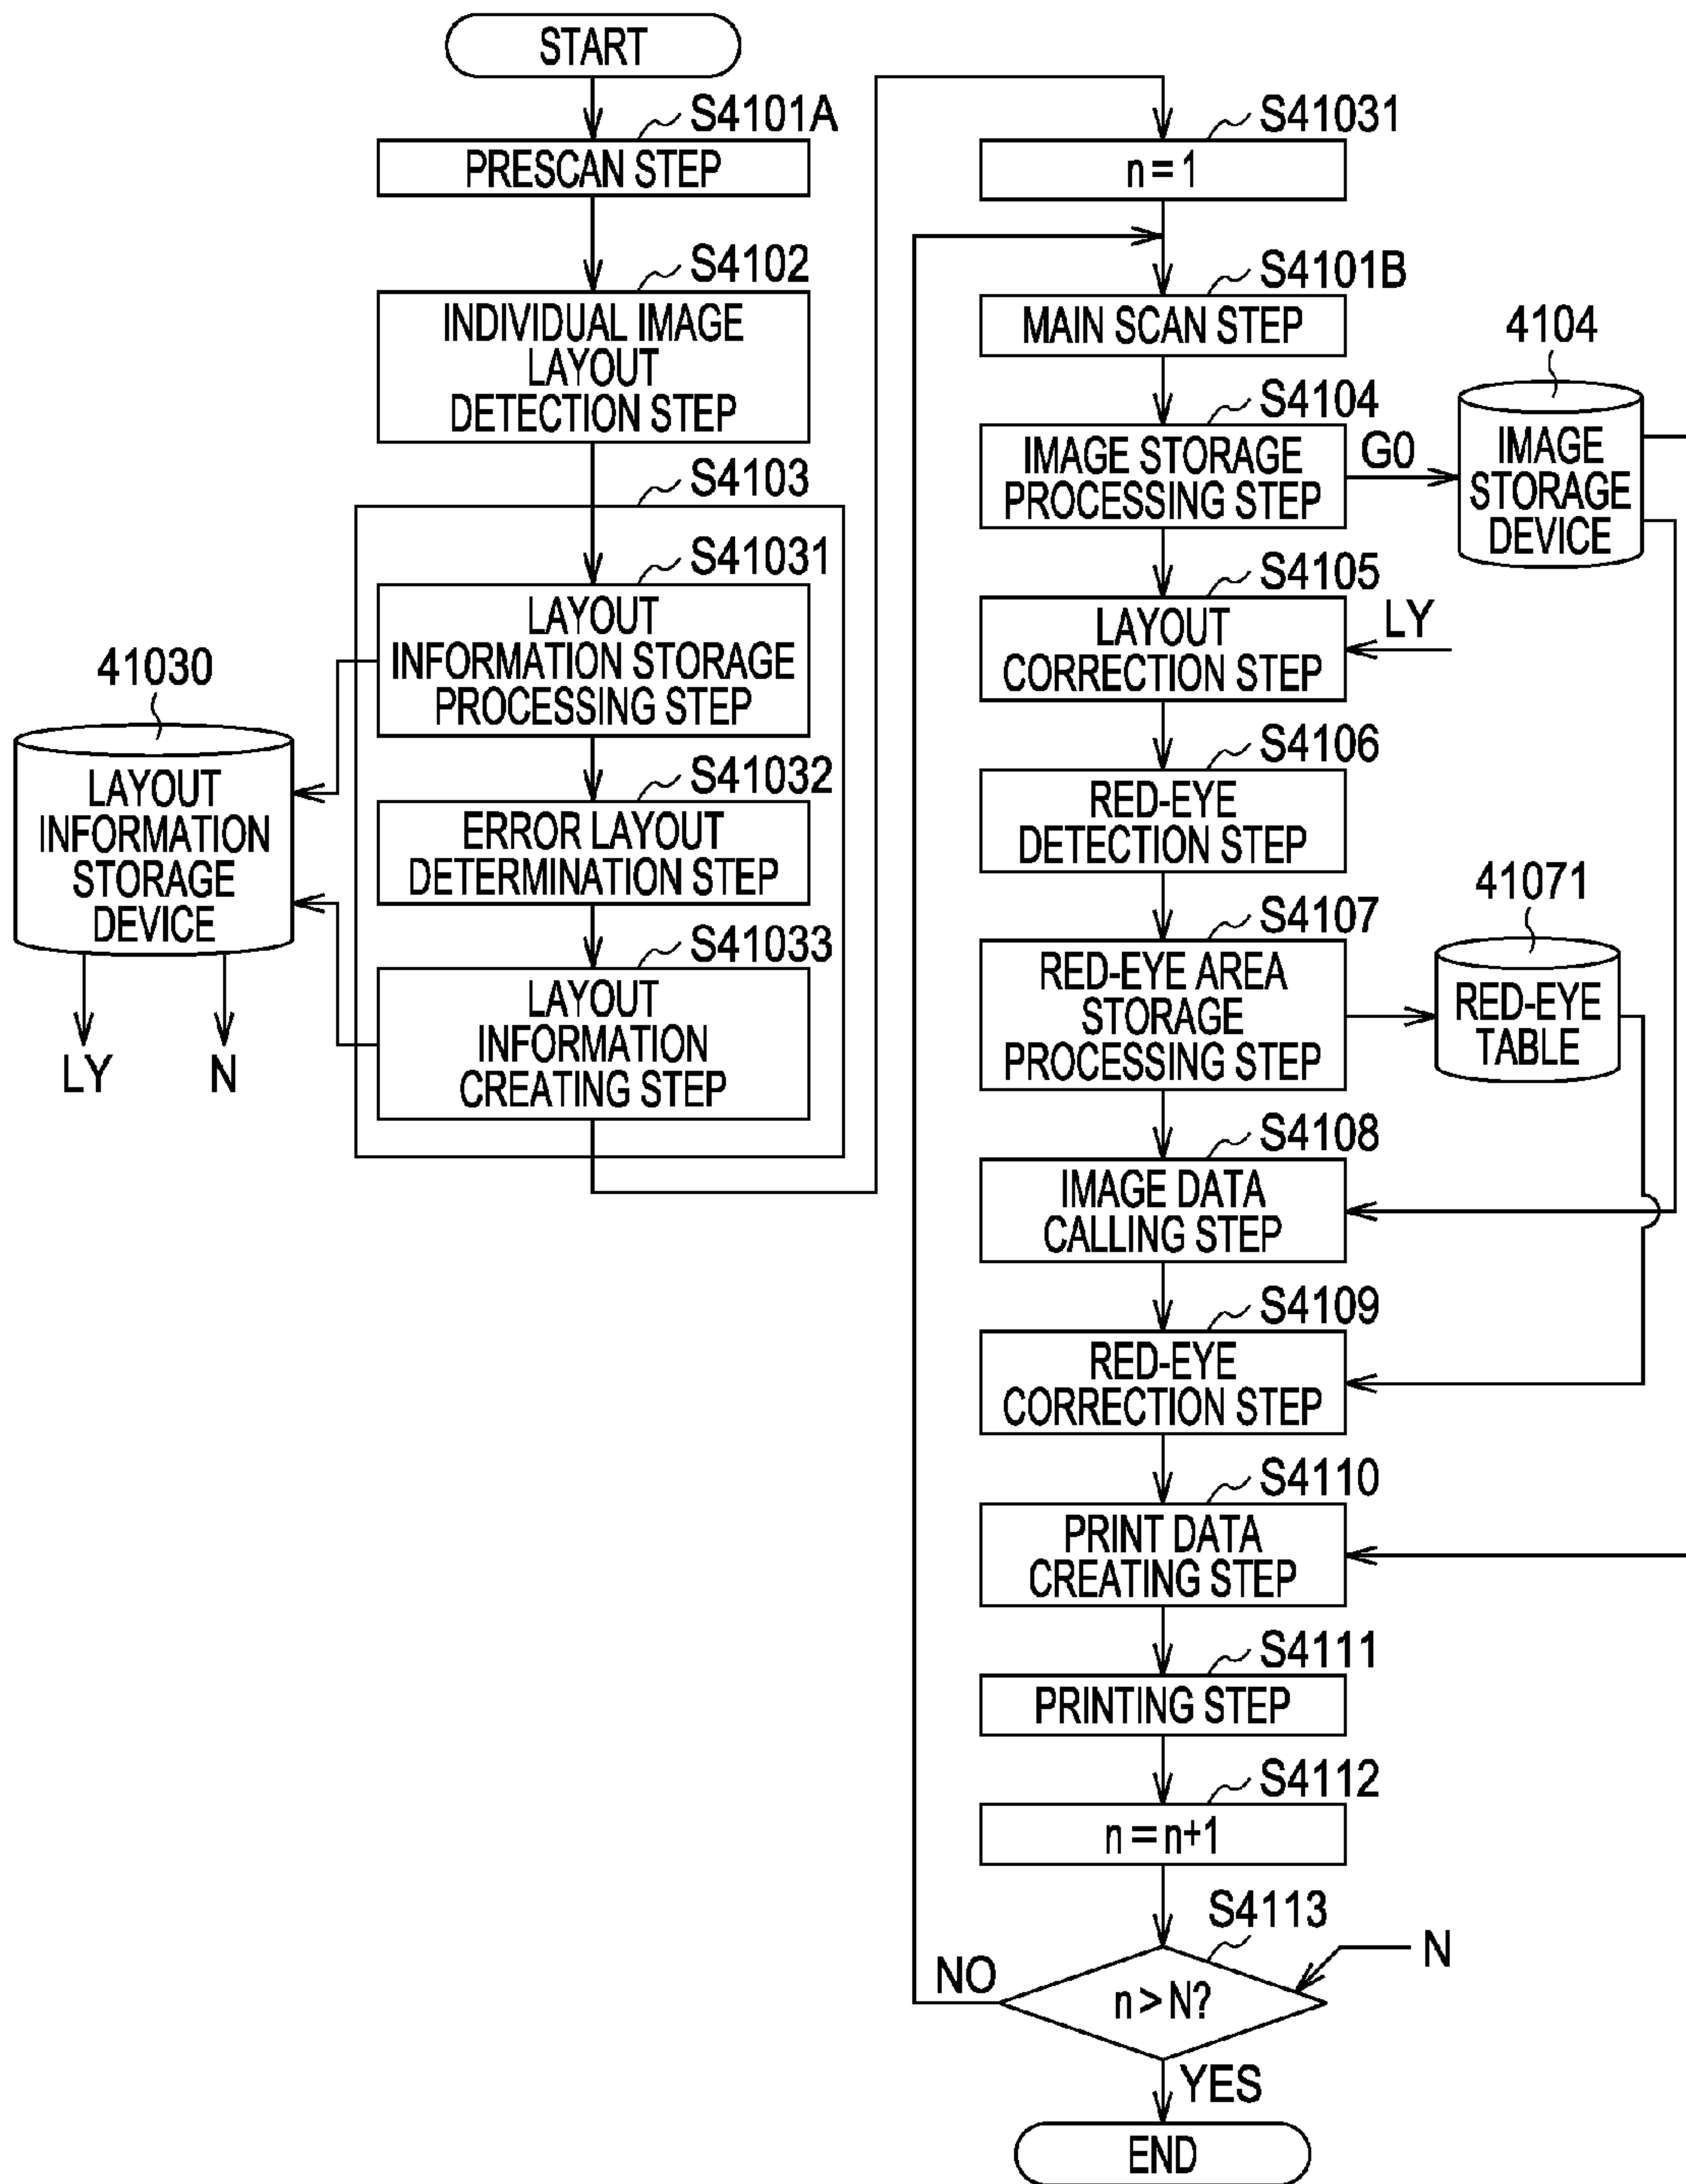 START
S4101A
PRESCAN STEP
S4102
INDIVIDUAL IMAGE
LAYOUT
DETECTION STEP
S4103
S41031
LAYOUT
INFORMATION STORAGE
PROCESSING STEP
41030
LAYOUT
INFORMATION
STORAGE
DEVICE
LY
N
S41032
ERROR LAYOUT
DETERMINATION STEP
S41033
LAYOUT
INFORMATION
CREATING STEP
S41031
n = 1
S4101B
MAIN SCAN STEP
S4104
IMAGE STORAGE
PROCESSING STEP
G0
4104
IMAGE
STORAGE
DEVICE
S4105
LAYOUT
CORRECTION STEP
LY
S4106
RED-EYE
DETECTION STEP
S4107
RED-EYE AREA
STORAGE
PROCESSING STEP
41071
RED-EYE
TABLE
S4108
IMAGE DATA
CALLING STEP
S4109
RED-EYE
CORRECTION STEP
S4110
PRINT DATA
CREATING STEP
S4111
PRINTING STEP
S4112
n = n+1
S4113
n > N?
N
NO
YES
END